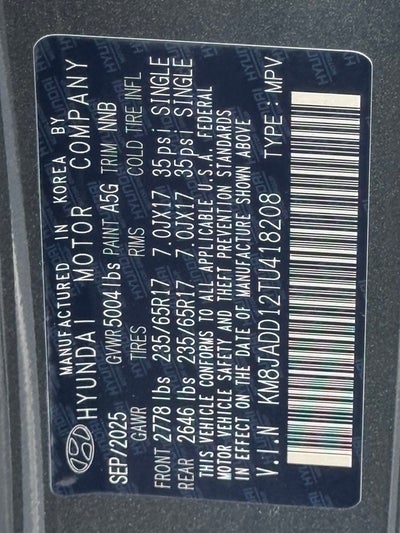 MANUFACTURED IN KOREA BY
HYUNDAI MOTOR COMPANY
SEP/2025 GVWR 5004 lbs PAINT A5G TRIM NNB
GAWR TIRES RIMS COLD TIRE INFL
FRONT 2778 lbs 235/65R17 7.0JX17 35psi SINGLE
REAR 2646 lbs 235/65R17 7.0JX17 35psi SINGLE
THIS VEHICLE CONFORMS TO ALL APPLICABLE U.S.A. FEDERAL
MOTOR VEHICLE SAFETY AND THEFT PREVENTION STANDARDS
IN EFFECT ON THE DATE OF MANUFACTURE SHOWN ABOVE.
V.I.N KM8JADD12TU418208 TYPE : MPV